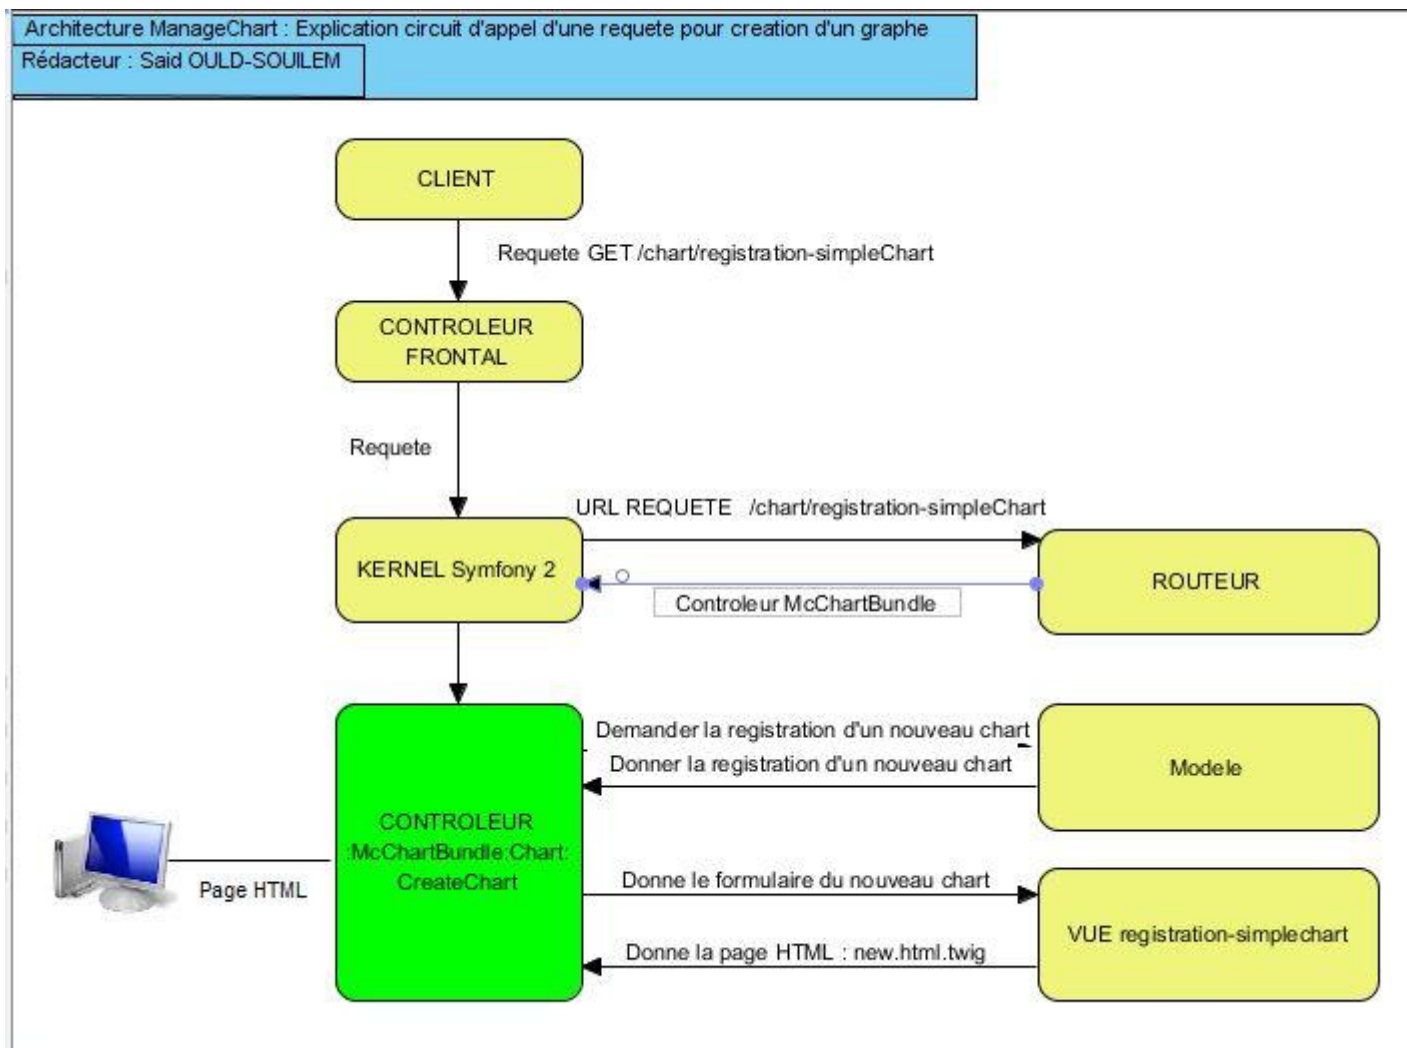 Architecture ManageChart : Explication circuit d'appel d'une requete pour creation d'un graphe
Rédacteur : Said OULD-SOUILEM
CLIENT
Requete GET /chart/registration-simpleChart
CONTROLEUR
FRONTAL
Requete
URL REQUETE /chart/registration-simpleChart
KERNEL Symfony 2
ROUTEUR
Controleur McChartBundle
Demander la registration d'un nouveau chart
Donner la registration d'un nouveau chart
Modele
CONTROLEUR
:McChartBundle:Chart:
CreateChart
Page HTML
Donne le formulaire du nouveau chart
VUE registration-simplechart
Donne la page HTML : new.html.twig